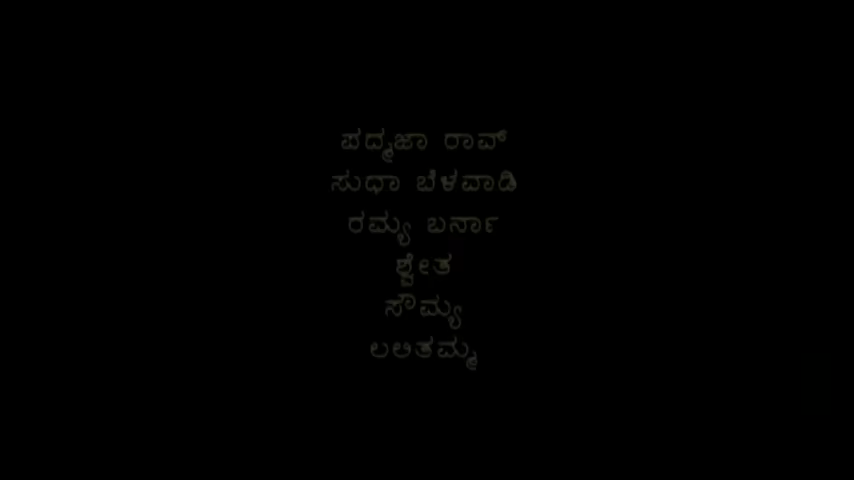 ಪದ್ಮಜಾ ರಾವ್
ಸುಧಾ ಬೆಳವಾಡಿ
ರಮ್ಯ ಬರ್ನಾ
ಶ್ವೇತ
ಸೌಮ್ಯ
ಲಲಿತಮ್ಮ